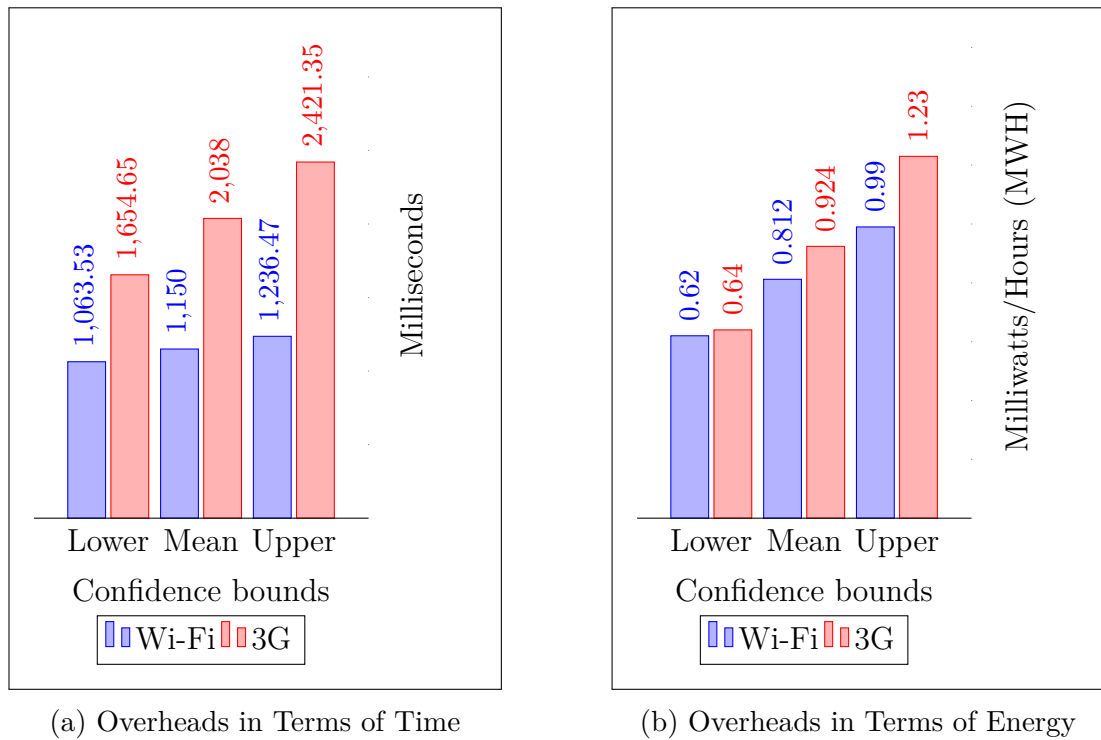 1,063.53
1,654.65
1,150
2,038
1,236.47
2,421.35
Milliseconds
Lower Mean Upper
Confidence bounds
Wi-Fi 3G
(a) Overheads in Terms of Time
0.62
0.64
0.812
0.924
0.99
1.23
Milliwatts/Hours (MWH)
Lower Mean Upper
Confidence bounds
Wi-Fi 3G
(b) Overheads in Terms of Energy